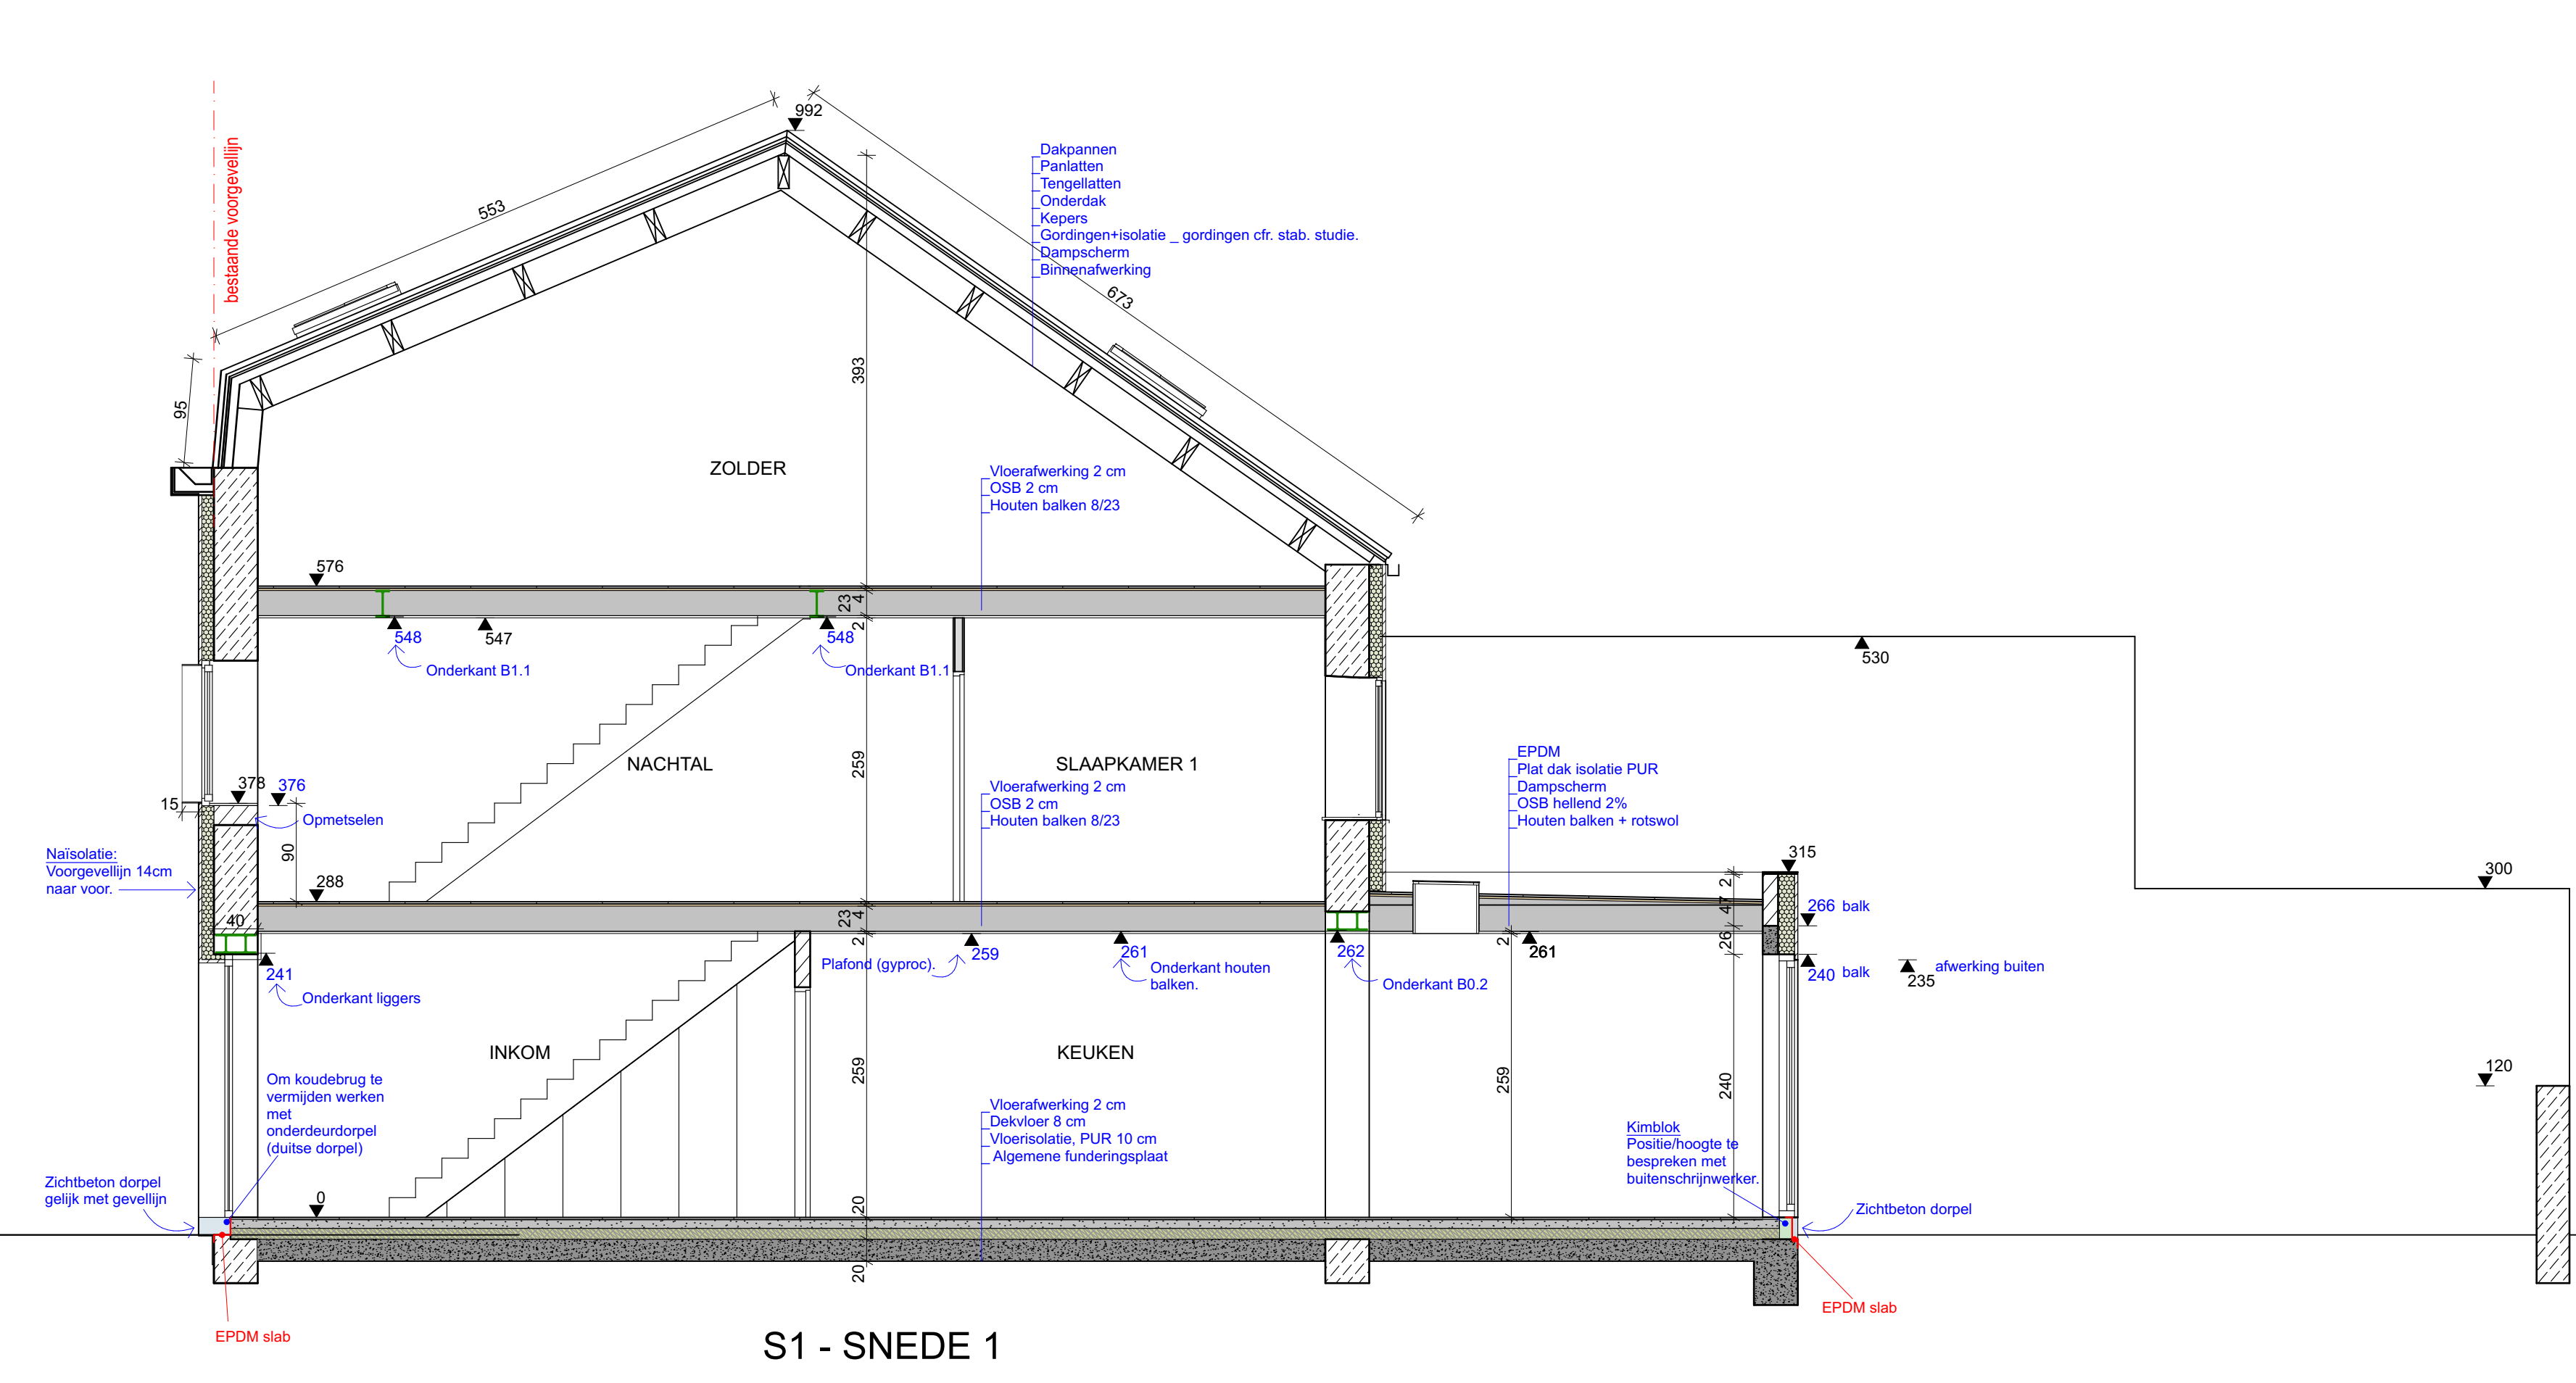 992
bestaande voorgevellijn
553
673
95
393
Dakpannen
Panlatten
Tengellatten
Onderdak
Kepers
Gordingen+isolatie _ gordingen cfr. stab. studie.
Dampscherm
Binnenafwerking
ZOLDER
Vloerafwerking 2 cm
OSB 2 cm
Houten balken 8/23
576
23
4
2
548
547
548
Onderkant B1.1
Onderkant B1.1
530
NACHTAL
259
SLAAPKAMER 1
EPDM
Plat dak isolatie PUR
Dampscherm
OSB hellend 2%
Houten balken + rotswol
Vloerafwerking 2 cm
OSB 2 cm
Houten balken 8/23
378
376
15
Opmetselen
90
Naïsolatie:
Voorgevellijn 14cm
naar voor.
288
315
300
40
23
4
2
2
47
26
2
266 balk
241
Onderkant liggers
Plafond (gyproc).
259
261
Onderkant houten
balken.
262
Onderkant B0.2
261
240 balk
235
afwerking buiten
INKOM
259
KEUKEN
259
240
120
Om koudebrug te
vermijden werken
met
onderdeurdorpel
(duitse dorpel)
Vloerafwerking 2 cm
Dekvloer 8 cm
Vloerisolatie, PUR 10 cm
Algemene funderingsplaat
Kimblok
Positie/hoogte te
bespreken met
buitenschrijnwerker.
Zichtbeton dorpel
gelijk met gevellijn
0
20
Zichtbeton dorpel
20
EPDM slab
EPDM slab
S1 - SNEDE 1